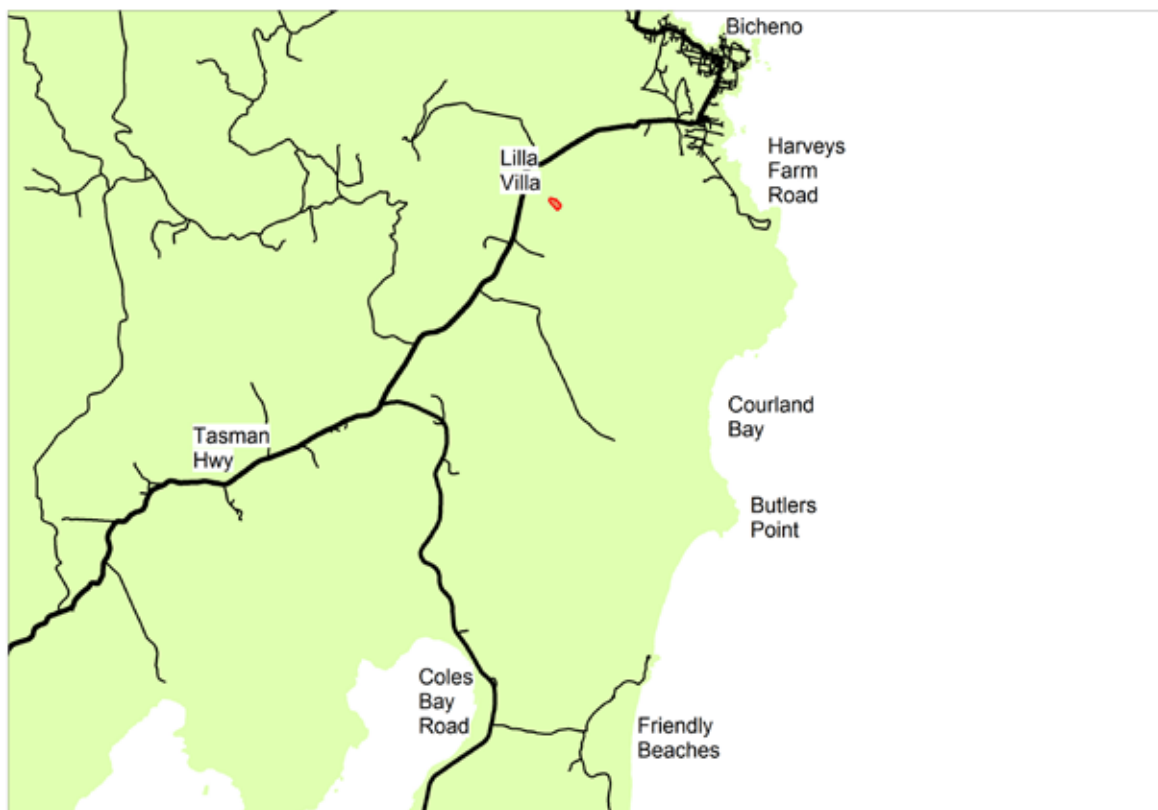 Bicheno
Harveys
Farm
Road
Lilla
Villa
Courland
Bay
Tasman
Hwy
Butlers
Point
Coles
Bay
Road
Friendly
Beaches